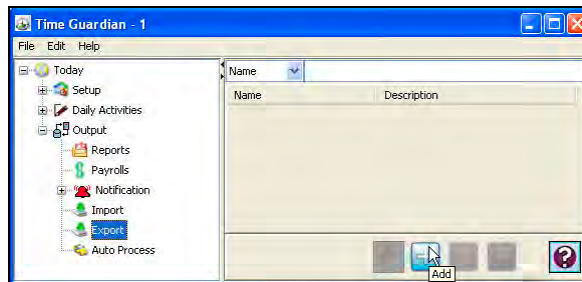 Time Guardian - 1
File Edit Help
Today
Setup
Daily Activities
Output
Reports
Payrolls
Notification
Import
Export
Auto Process
Name
Name Description
Add
?